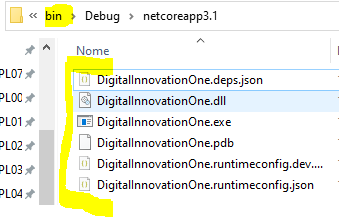 « bin > Debug > netcoreapp3.1
Nome
PL07
PL00
PL01
PL02
PL03
PL04
DigitalInnovationOne.deps.json
DigitalInnovationOne.dll
DigitalInnovationOne.exe
DigitalInnovationOne.pdb
DigitalInnovationOne.runtimeconfig.dev....
DigitalInnovationOne.runtimeconfig.json